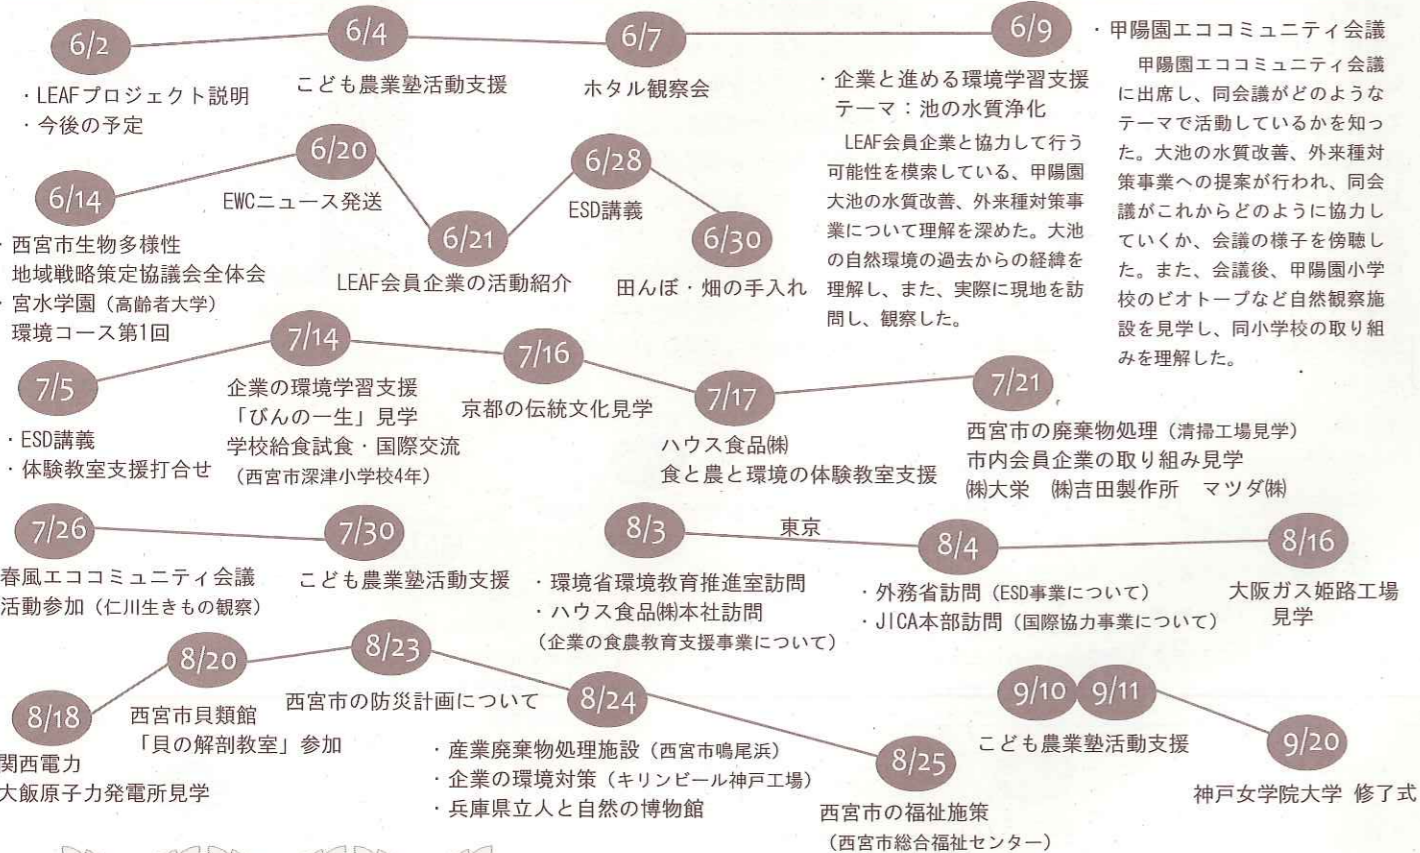 6/2
・LEAFプロジェクト説明
・今後の予定
6/4
こども農業塾活動支援
6/7
ホタル観察会
6/9
・企業と進める環境学習支援
テーマ：池の水質浄化
LEAF会員企業と協力して行う
可能性を模索している、甲陽園
大池の水質改善、外来種対策事
業について理解を深めた。大池
の自然環境の過去からの経緯を
理解し、また、実際に現地を訪
問し、観察した。
・甲陽園エココミュニティ会議
甲陽園エココミュニティ会議
に出席し、同会議がどのような
テーマで活動しているかを知っ
た。大池の水質改善、外来種対
策事業への提案が行われ、同会
議がこれからどのように協力し
ていくか、会議の様子を傍聴し
た。また、会議後、甲陽園小学
校のビオトープなど自然観察施
設を見学し、同小学校の取り組
みを理解した。
6/14
・西宮市生物多様性
地域戦略策定協議会全体会
・宮水学園（高齢者大学）
環境コース第1回
6/20
EWCニュース発送
6/21
LEAF会員企業の活動紹介
6/28
ESD講義
6/30
田んぼ・畑の手入れ
7/5
・ESD講義
・体験教室支援打合せ
7/14
企業の環境学習支援
「びんの一生」見学
学校給食試食・国際交流
（西宮市深津小学校4年）
7/16
京都の伝統文化見学
7/17
ハウス食品㈱
食と農と環境の体験教室支援
7/21
西宮市の廃棄物処理（清掃工場見学）
市内会員企業の取り組み見学
㈱大栄　㈱吉田製作所　マツダ㈱
7/26
春風エココミュニティ会議
活動参加（仁川生きもの観察）
7/30
こども農業塾活動支援
8/3
・環境省環境教育推進室訪問
・ハウス食品㈱本社訪問
（企業の食農教育支援事業について）
東京
8/4
・外務省訪問（ESD事業について）
・JICA本部訪問（国際協力事業について）
8/16
大阪ガス姫路工場
見学
8/18
関西電力
大飯原子力発電所見学
8/20
西宮市貝類館
「貝の解剖教室」参加
8/23
西宮市の防災計画について
8/24
・産業廃棄物処理施設（西宮市鳴尾浜）
・企業の環境対策（キリンビール神戸工場）
・兵庫県立人と自然の博物館
8/25
西宮市の福祉施策
（西宮市総合福祉センター）
9/10 9/11
こども農業塾活動支援
9/20
神戸女学院大学 修了式